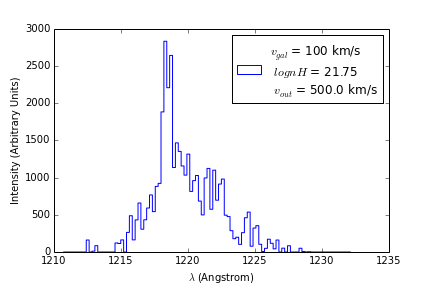 3000
2500
2000
1500
1000
500
0
Intensity (Arbitrary Units)
v_gal = 100 km/s
lognH = 21.75
v_out = 500.0 km/s
1210 1215 1220 1225 1230 1235
λ (Angstrom)